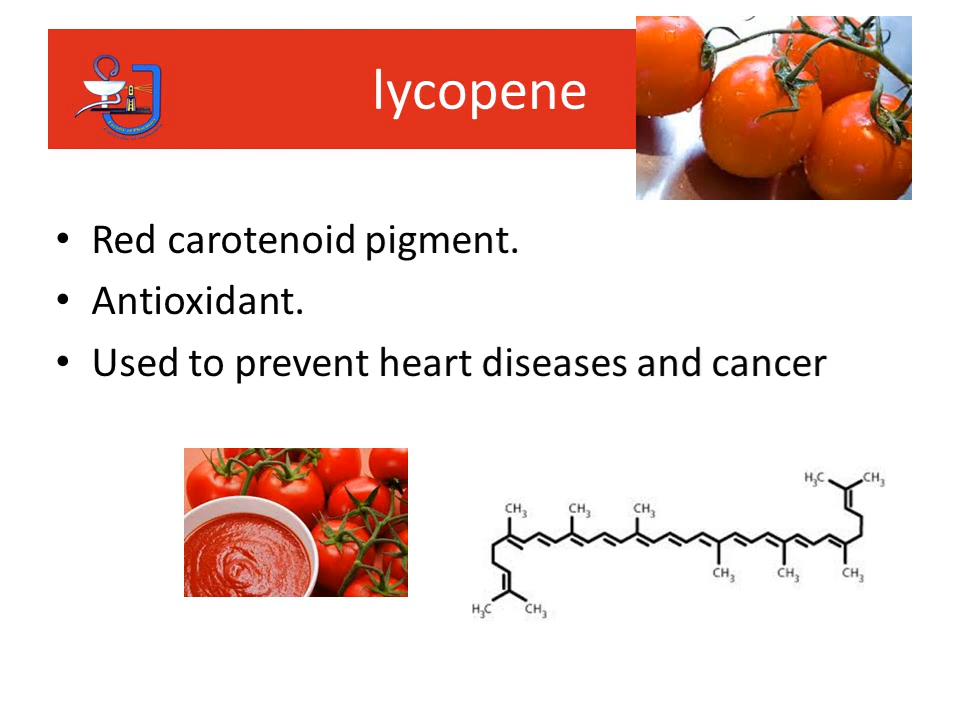 lycopene
• Red carotenoid pigment.
• Antioxidant.
• Used to prevent heart diseases and cancer
H₃C CH₃
CH₃ CH₃ CH₃
CH₃ CH₃ CH₃
H₃C CH₃